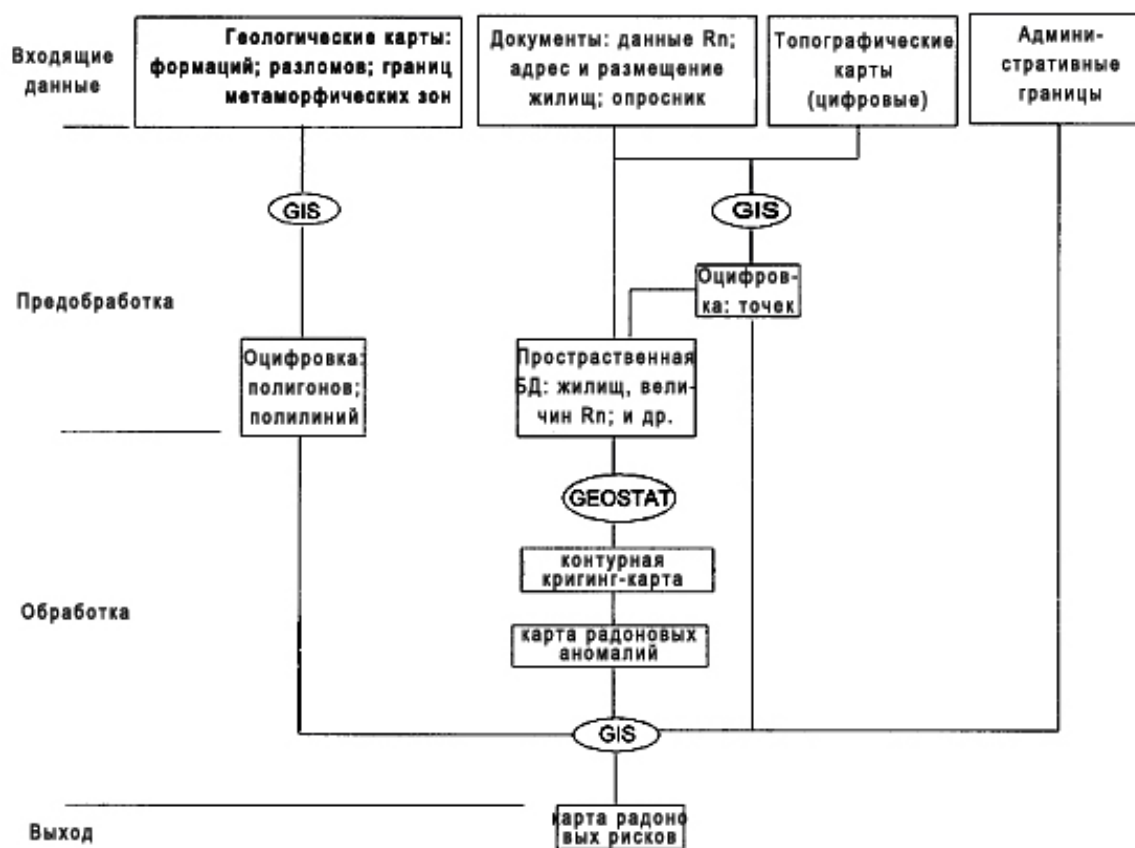 Входящие
данные
Геологические карты:
формаций; разломов; границ
метаморфических зон
Документы: данные Rn;
адрес и размещение
жилищ; опросник
Топографические
карты
(цифровые)
Админи-
стративные
границы
GIS
GIS
Предобработка
Оцифров-
ка: точек
Оцифровка:
полигонов;
полилиний
Простраственная
БД: жилищ, вели-
чин Rn; и др.
GEOSTAT
Обработка
контурная
кригинг-карта
карта радоновых
аномалий
GIS
Выход
карта радоно
вых рисков